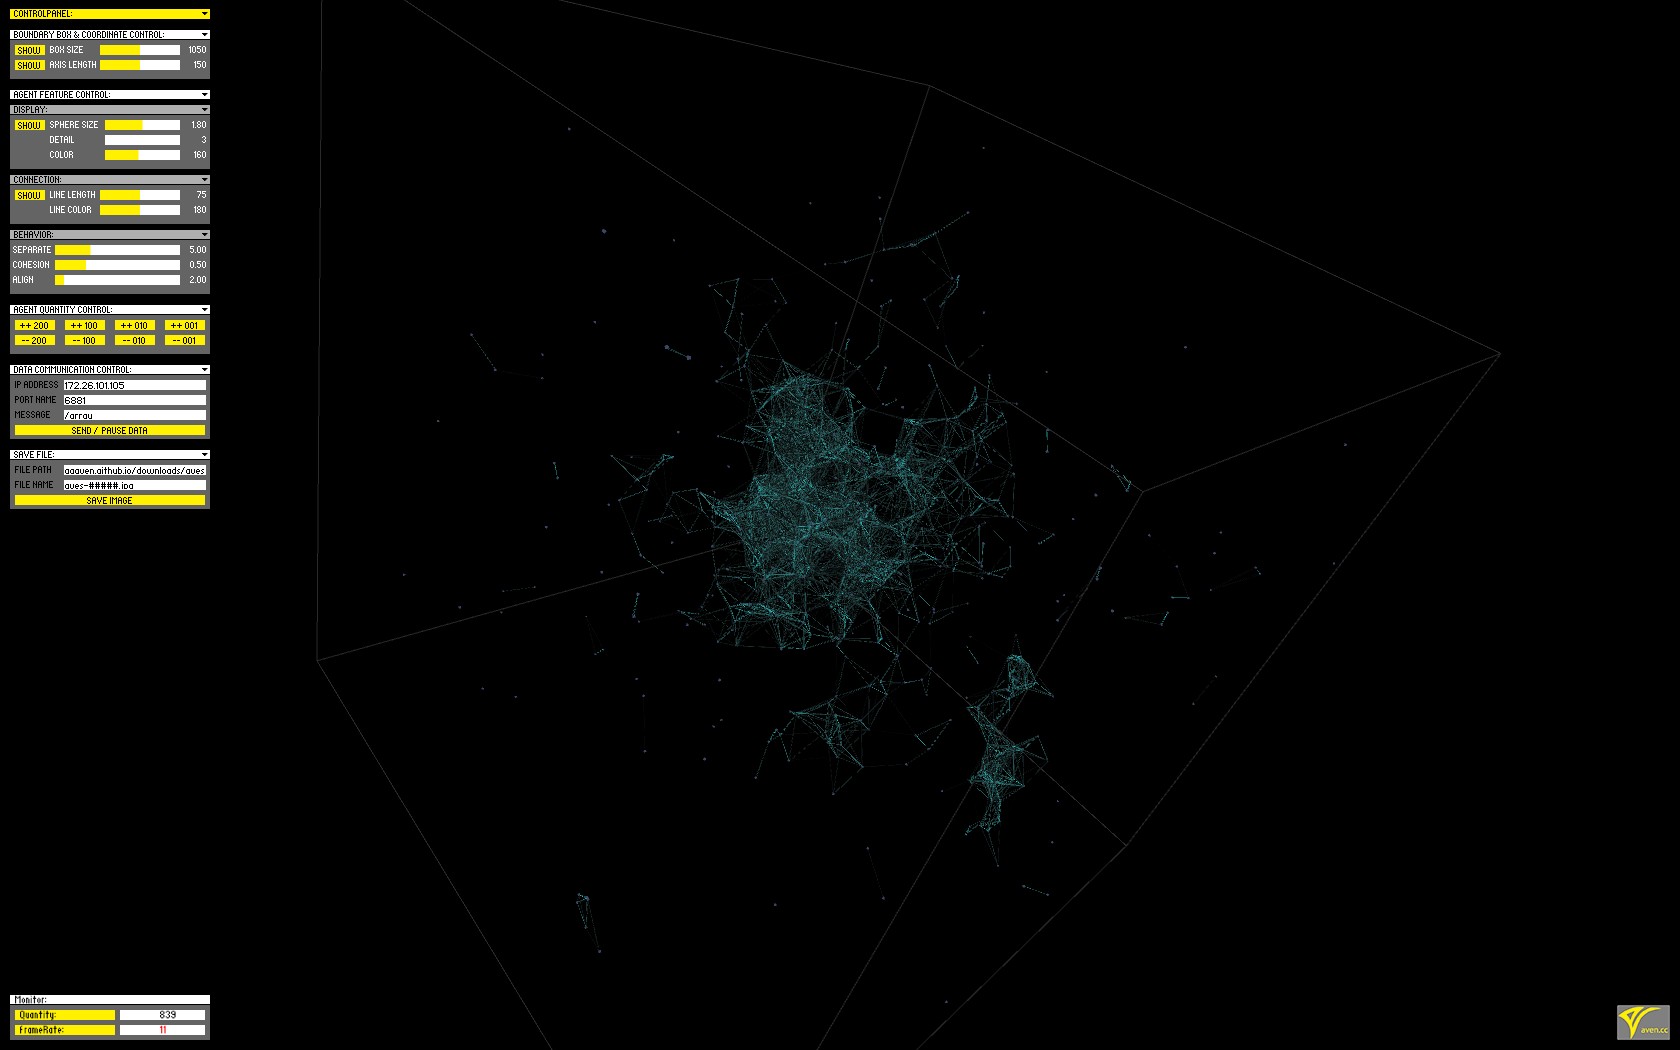 CONTROLPANEL:
BOUNDARY BOX & COORDINATE CONTROL:
SHOW BOX SIZE 1050
SHOW AXIS LENGTH 150
AGENT FEATURE CONTROL:
DISPLAY:
SHOW SPHERE SIZE 1.80
DETAIL 3
COLOR 160
CONNECTION:
SHOW LINE LENGTH 75
LINE COLOR 180
BEHAVIOR:
SEPARATE 5.00
COHESION 0.50
ALIGN 2.00
AGENT QUANTITY CONTROL:
++ 200 ++ 100 ++ 010 ++ 001
-- 200 -- 100 -- 010 -- 001
DATA COMMUNICATION CONTROL:
IP ADDRESS 172.26.101.105
PORT NAME 6881
MESSAGE /array
SEND / PAUSE DATA
SAVE FILE:
FILE PATH aaaven.github.io/downloads/aves
FILE NAME aves-#####.jpg
SAVE IMAGE
Monitor:
Quantity: 839
FrameRate: 11
aven.cc